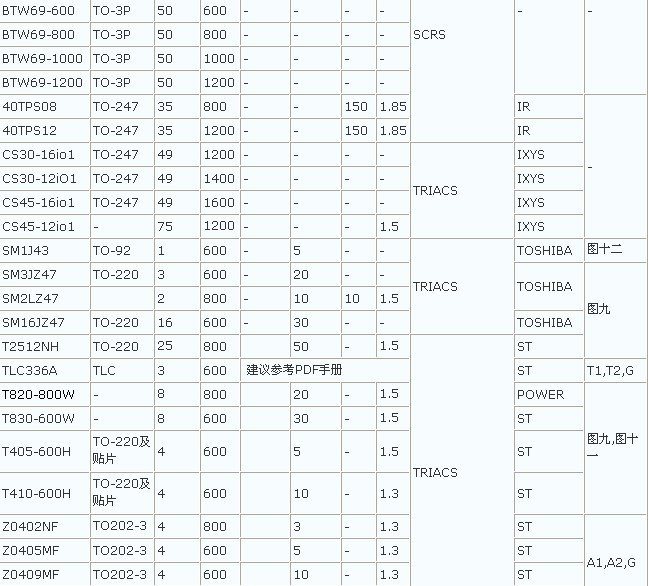 BTW69-600 TO-3P 50 600 - - - - - -
BTW69-800 TO-3P 50 800 - - - - SCRS
BTW69-1000 TO-3P 50 1000 - - - -
BTW69-1200 TO-3P 50 1200 - - - -
40TPS08 TO-247 35 800 - - 150 1.85 IR
40TPS12 TO-247 35 1200 - - 150 1.85 IR
CS30-16io1 TO-247 49 1200 - - - - IXYS -
CS30-12iO1 TO-247 49 1400 - - - - TRIACS IXYS
CS45-16io1 TO-247 49 1600 - - - - IXYS
CS45-12io1 - 75 1200 - - - 1.5 IXYS
SM1J43 TO-92 1 600 - 5 - - TOSHIBA 图十二
SM3JZ47 TO-220 3 600 - 20 - - TRIACS TOSHIBA
SM2LZ47 2 800 - 10 10 1.5 图九
SM16JZ47 TO-220 16 600 - 30 - - TOSHIBA
T2512NH TO-220 25 800 50 - 1.5 ST
TLC336A TLC 3 600 建议参考PDF手册 ST T1,T2,G
T820-800W - 8 800 20 - 1.5 POWER
T830-600W - 8 600 30 - 1.5 ST
T405-600H TO-220及 4 600 5 - 1.5 ST 图九,图十
贴片 一
TRIACS
T410-600H TO-220及 4 600 10 - 1.3 ST
贴片
Z0402NF TO202-3 4 800 3 - 1.3 ST
Z0405MF TO202-3 4 600 5 - 1.3 ST A1,A2,G
Z0409MF TO202-3 4 600 10 - 1.3 ST